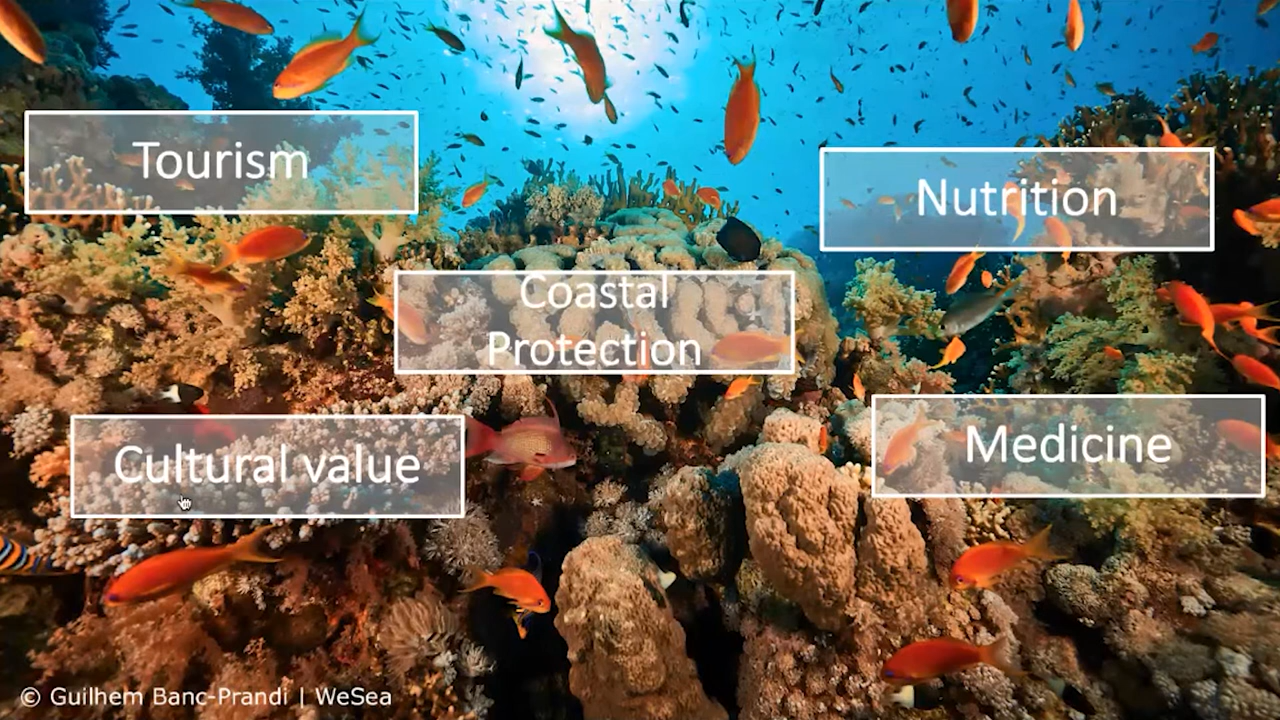 Tourism
Nutrition
Coastal
Protection
Cultural value
Medicine
© Guilhem Banc-Prandi | WeSea